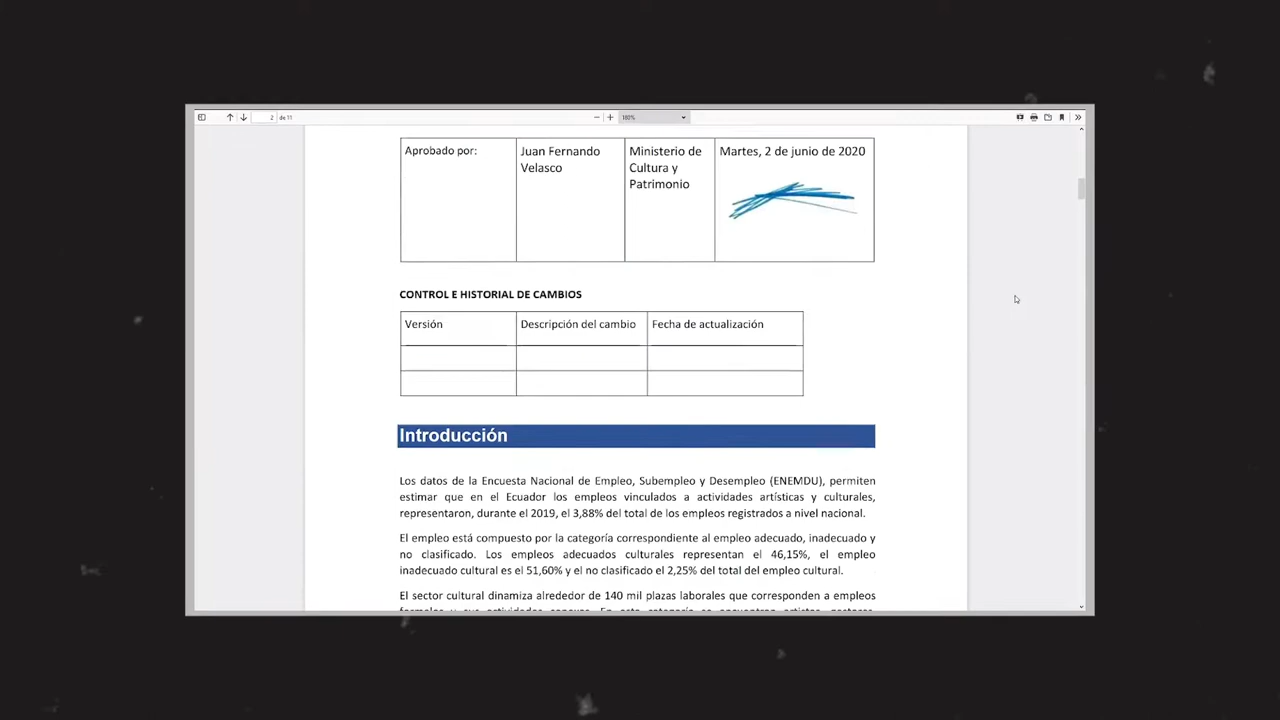 2 de 11
100%
Aprobado por:
Juan Fernando
Velasco
Ministerio de
Cultura y
Patrimonio
Martes, 2 de junio de 2020
CONTROL E HISTORIAL DE CAMBIOS
Versión Descripción del cambio Fecha de actualización
Introducción
Los datos de la Encuesta Nacional de Empleo, Subempleo y Desempleo (ENEMDU), permiten
estimar que en el Ecuador los empleos vinculados a actividades artísticas y culturales,
representaron, durante el 2019, el 3,88% del total de los empleos registrados a nivel nacional.
El empleo está compuesto por la categoría correspondiente al empleo adecuado, inadecuado y
no clasificado. Los empleos adecuados culturales representan el 46,15%, el empleo
inadecuado cultural es el 51,60% y el no clasificado el 2,25% del total del empleo cultural.
El sector cultural dinamiza alrededor de 140 mil plazas laborales que corresponden a empleos